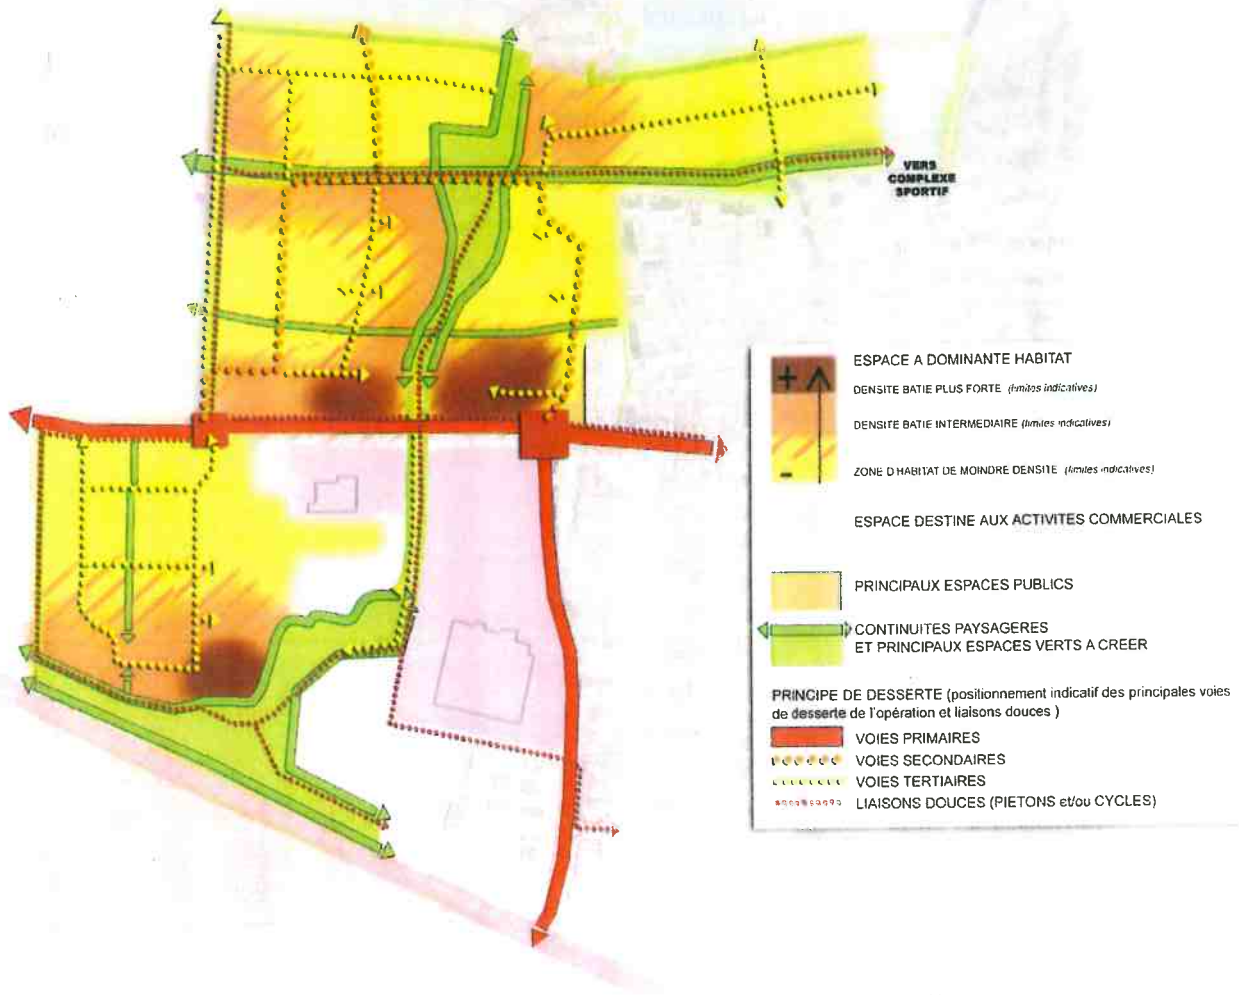 VERS
COMPLEXE
SPORTIF
ESPACE A DOMINANTE HABITAT
+
DENSITE BATIE PLUS FORTE (limites indicatives)
DENSITE BATIE INTERMEDIAIRE (limites indicatives)
-
ZONE D HABITAT DE MOINDRE DENSITE (limites indicatives)
ESPACE DESTINE AUX ACTIVITES COMMERCIALES
PRINCIPAUX ESPACES PUBLICS
CONTINUITES PAYSAGERES
ET PRINCIPAUX ESPACES VERTS A CREER
PRINCIPE DE DESSERTE (positionnement indicatif des principales voies
de desserte de l'opération et liaisons douces )
VOIES PRIMAIRES
VOIES SECONDAIRES
VOIES TERTIAIRES
LIAISONS DOUCES (PIETONS et/ou CYCLES)